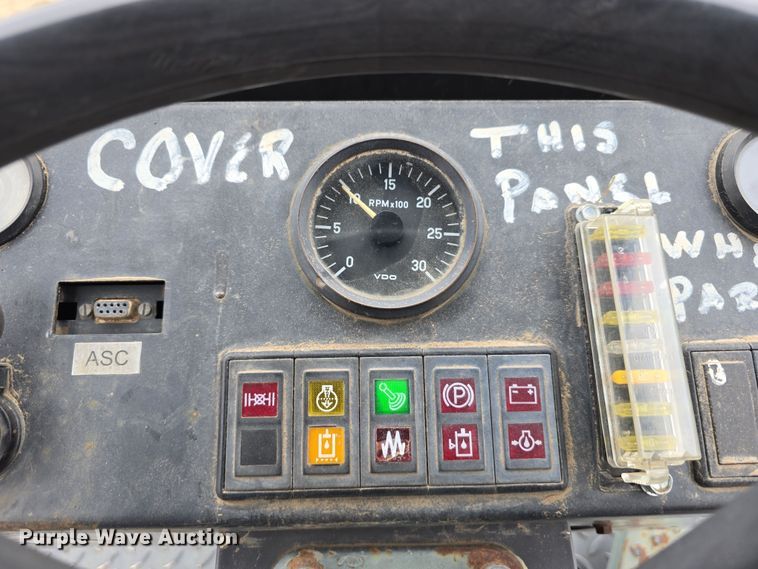 COVER THIS
PANEL
15
10 20
RPM x 100
5 25
0 30
VDO
ASC
P
Purple Wave Auction